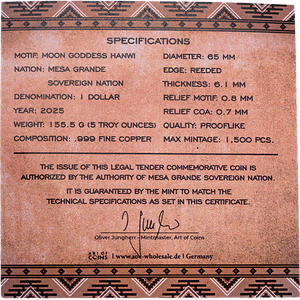 SPECIFICATIONS
MOTIF: MOON GODDESS HANWI
NATION: MESA GRANDE
SOVEREIGN NATION
DENOMINATION: 1 DOLLAR
YEAR: 2025
WEIGHT: 155.5 G (5 TROY OUNCES)
COMPOSITION: .999 FINE COPPER
DIAMETER: 65 MM
EDGE: REEDED
THICKNESS: 6.1 MM
RELIEF MOTIF: 0.8 MM
RELIEF COA: 0.7 MM
QUALITY: PROOFLIKE
MAX MINTAGE: 1,500 PCS.
THE ISSUE OF THIS LEGAL TENDER COMMEMORATIVE COIN IS
AUTHORIZED BY THE AUTHORITY OF MESA GRANDE SOVEREIGN NATION.
IT IS GUARANTEED BY THE MINT TO MATCH THE
TECHNICAL SPECIFICATIONS AS SET IN THIS CERTIFICATE.
Oliver Jungherr - Mintmaster, Art of Coins
| www.aoc-wholesale.de | Germany